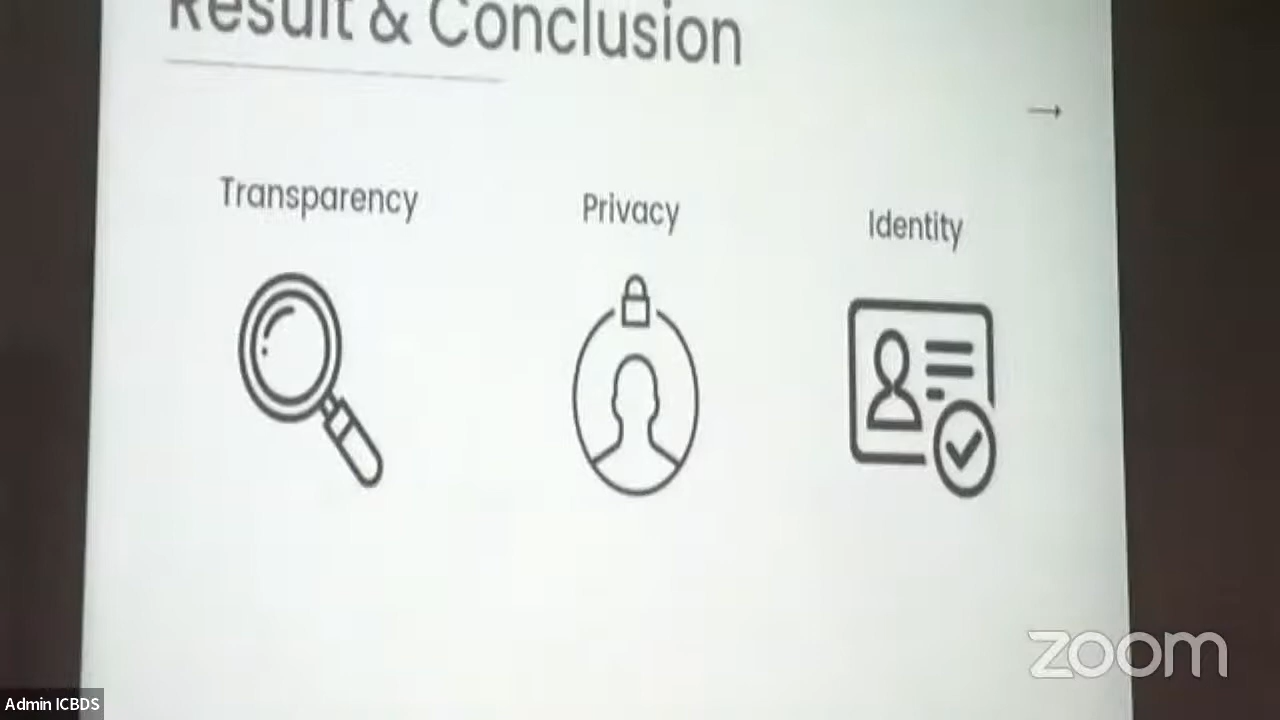 Result & Conclusion
Transparency
Privacy
Identity
zoom
Admin ICBDS